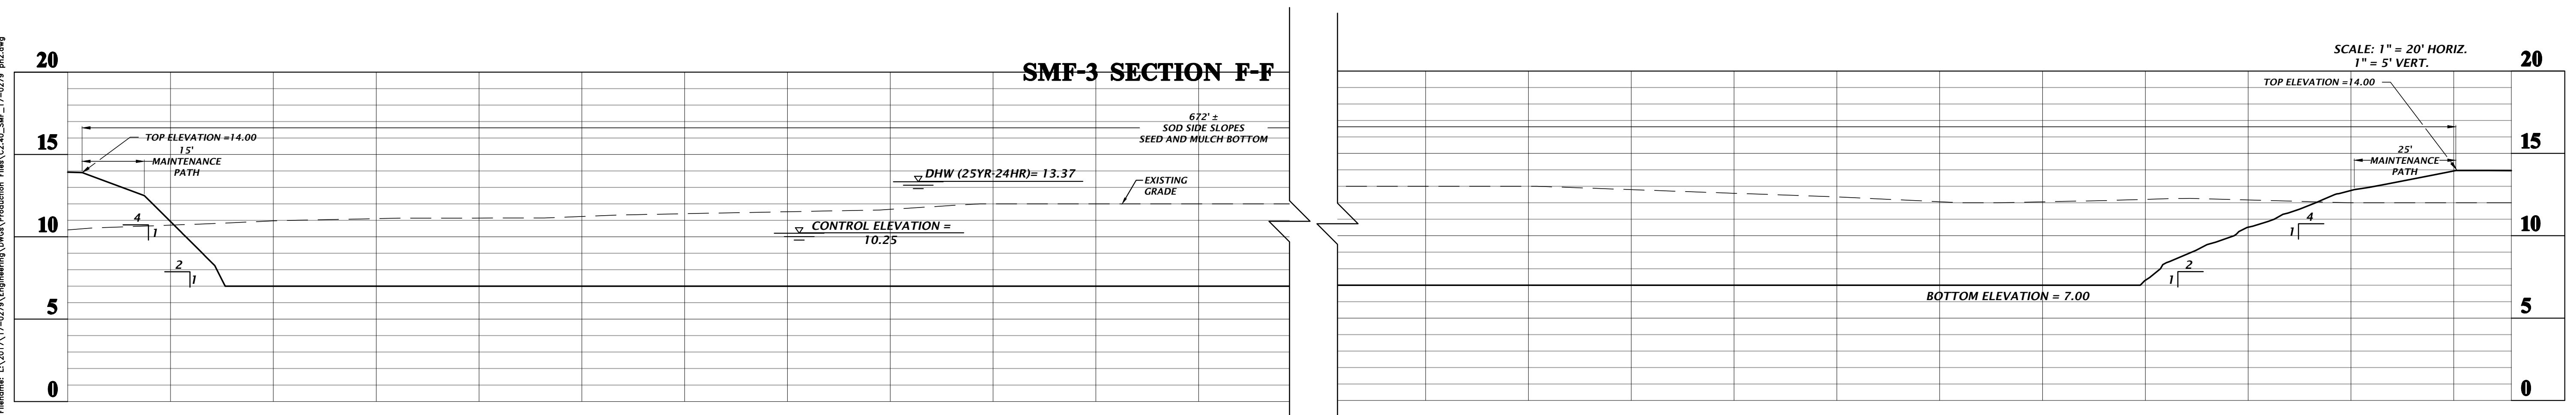 SMF-3 SECTION F-F
SCALE: 1" = 20' HORIZ.
1" = 5' VERT.
20
15
10
5
0
TOP ELEVATION =14.00
15'
MAINTENANCE
PATH
4
1
2
1
672' ±
SOD SIDE SLOPES
SEED AND MULCH BOTTOM
DHW (25YR-24HR)= 13.37
EXISTING
GRADE
CONTROL ELEVATION =
10.25
TOP ELEVATION =14.00
25'
MAINTENANCE
PATH
4
1
2
1
BOTTOM ELEVATION = 7.00
20
15
10
5
0